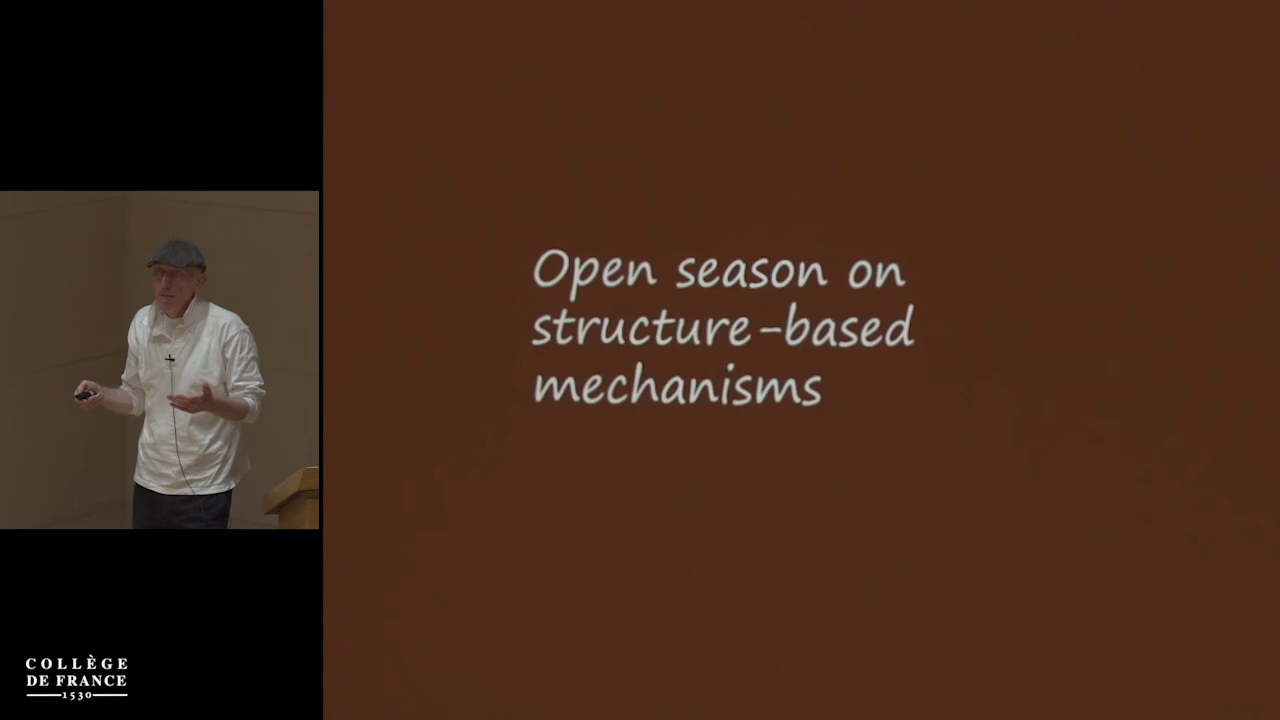 Open season on
structure-based
mechanisms
COLLÈGE
DE FRANCE
1530